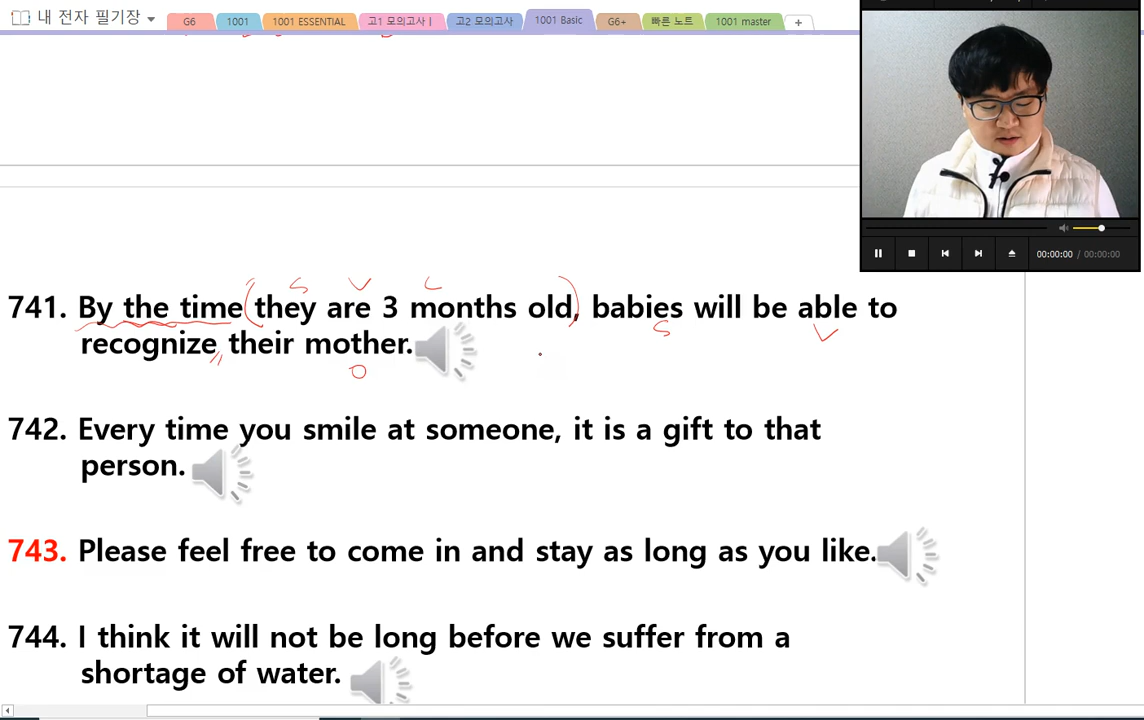 내 전자 필기장
G6 1001 1001 ESSENTIAL 고1 모의고사 I 고2 모의고사 1001 Basic G6+ 빠른 노트 1001 master +
00:00:00 / 00:00:00
S V C
741. By the time (they are 3 months old), babies will be able to
S V
recognize their mother.
O
742. Every time you smile at someone, it is a gift to that
person.
743. Please feel free to come in and stay as long as you like.
744. I think it will not be long before we suffer from a
shortage of water.